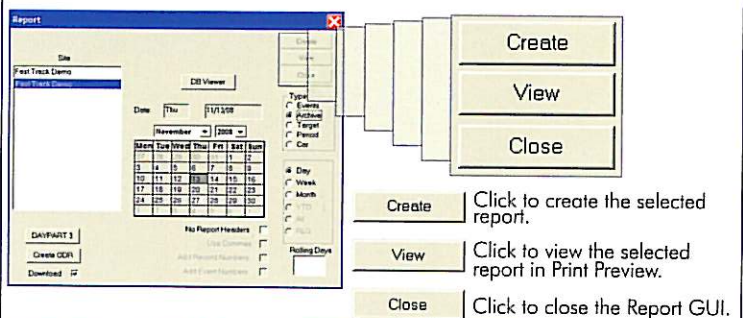 Report
Create
View
Close
Site
Fast Track Demo
Fast Track Demo
DB Viewer
Date Thu 11/13/08
November 2008
Mon Tue Wed Thu Fri Sat Sun
1 2
3 4 5 6 7 8 9
10 11 12 13 14 15 16
17 18 19 20 21 22 23
24 25 26 27 28 29 30
Type
Events
Archive
Target
Period
Car
Day
Week
Month
YTD
All
No Report Headers
Use Commas
Add Record Numbers
Add Event Numbers
Rolling Days
DAYPART 3
Create ODR
Download
Create
View
Close
Create Click to create the selected
report.
View Click to view the selected
report in Print Preview.
Close Click to close the Report GUI.